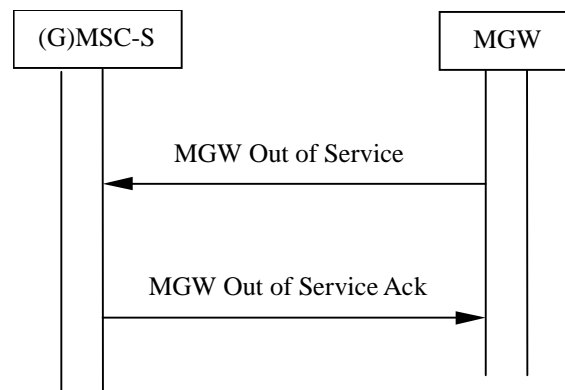 (G)MSC-S
MGW
MGW Out of Service
MGW Out of Service Ack